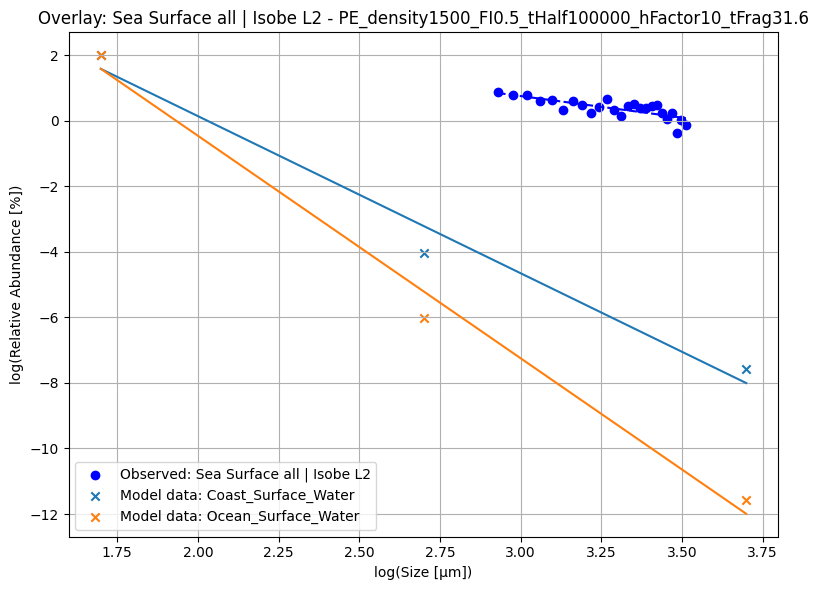 Overlay: Sea Surface all | Isobe L2 - PE_density1500_FI0.5_tHalf100000_hFactor10_tFrag31.6
log(Relative Abundance [%])
2
0
−2
−4
−6
−8
−10
−12
Observed: Sea Surface all | Isobe L2
Model data: Coast_Surface_Water
Model data: Ocean_Surface_Water
1.75 2.00 2.25 2.50 2.75 3.00 3.25 3.50 3.75
log(Size [µm])